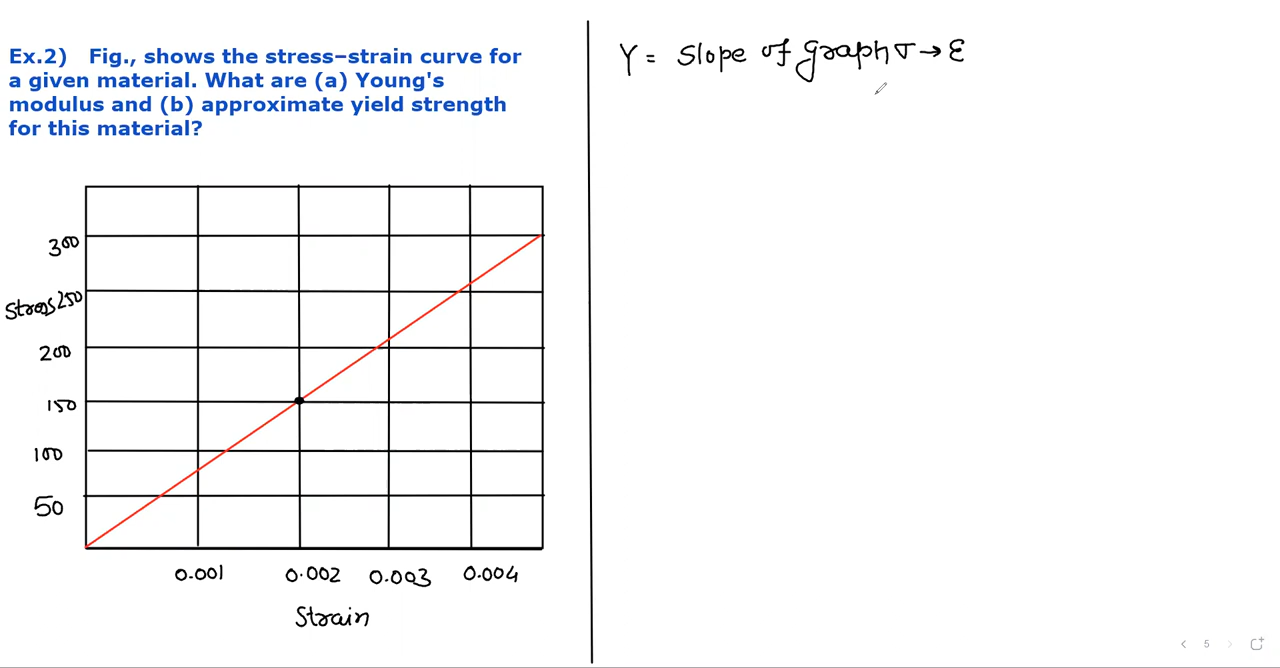 Ex.2) Fig., shows the stress–strain curve for
a given material. What are (a) Young's
modulus and (b) approximate yield strength
for this material?
Y = Slope of graph σ → ε
300
Stress 250
200
150
100
50
0.001 0.002 0.003 0.004
Strain
5